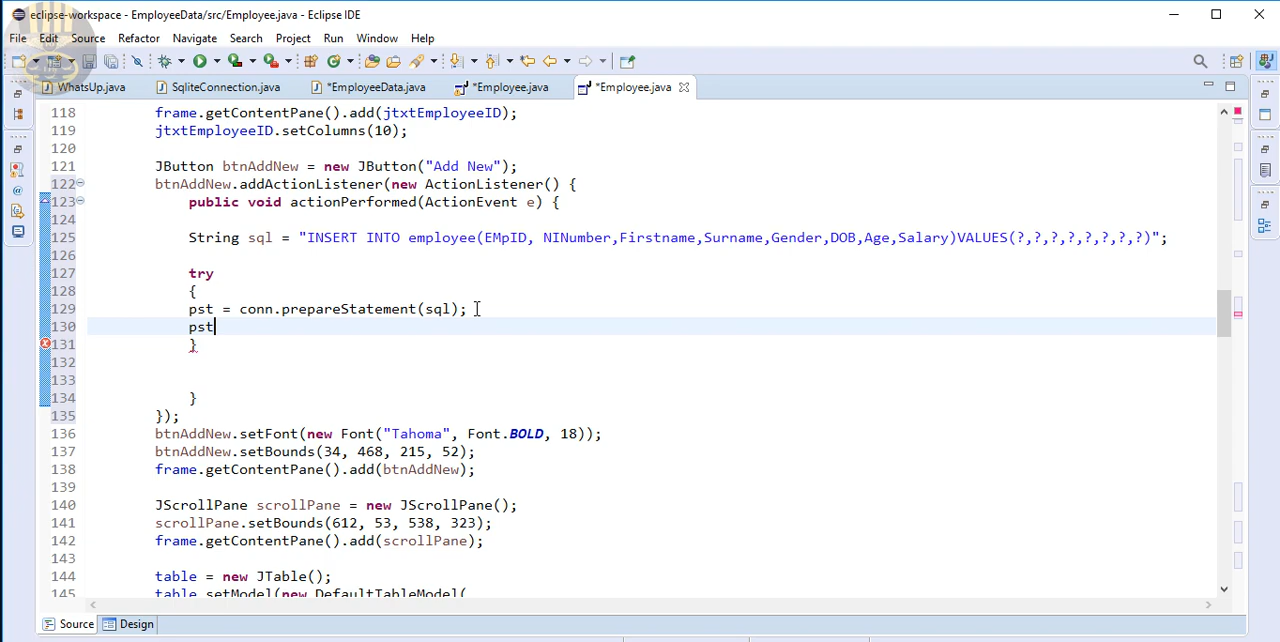 eclipse-workspace - EmployeeData/src/Employee.java - Eclipse IDE
File Edit Source Refactor Navigate Search Project Run Window Help
WhatsUp.java SqliteConnection.java *EmployeeData.java *Employee.java *Employee.java
118 frame.getContentPane().add(jtxtEmployeeID);
119 jtxtEmployeeID.setColumns(10);
120
121 JButton btnAddNew = new JButton("Add New");
122 btnAddNew.addActionListener(new ActionListener() {
123 public void actionPerformed(ActionEvent e) {
124
125 String sql = "INSERT INTO employee(EMpID, NINumber,Firstname,Surname,Gender,DOB,Age,Salary)VALUES(?,?,?,?,?,?,?,?)";
126
127 try
128 {
129 pst = conn.prepareStatement(sql);
130 pst
131 }
132
133
134 }
135 });
136 btnAddNew.setFont(new Font("Tahoma", Font.BOLD, 18));
137 btnAddNew.setBounds(34, 468, 215, 52);
138 frame.getContentPane().add(btnAddNew);
139
140 JScrollPane scrollPane = new JScrollPane();
141 scrollPane.setBounds(612, 53, 538, 323);
142 frame.getContentPane().add(scrollPane);
143
144 table = new JTable();
145 table.setModel(new DefaultTableModel(
Source Design